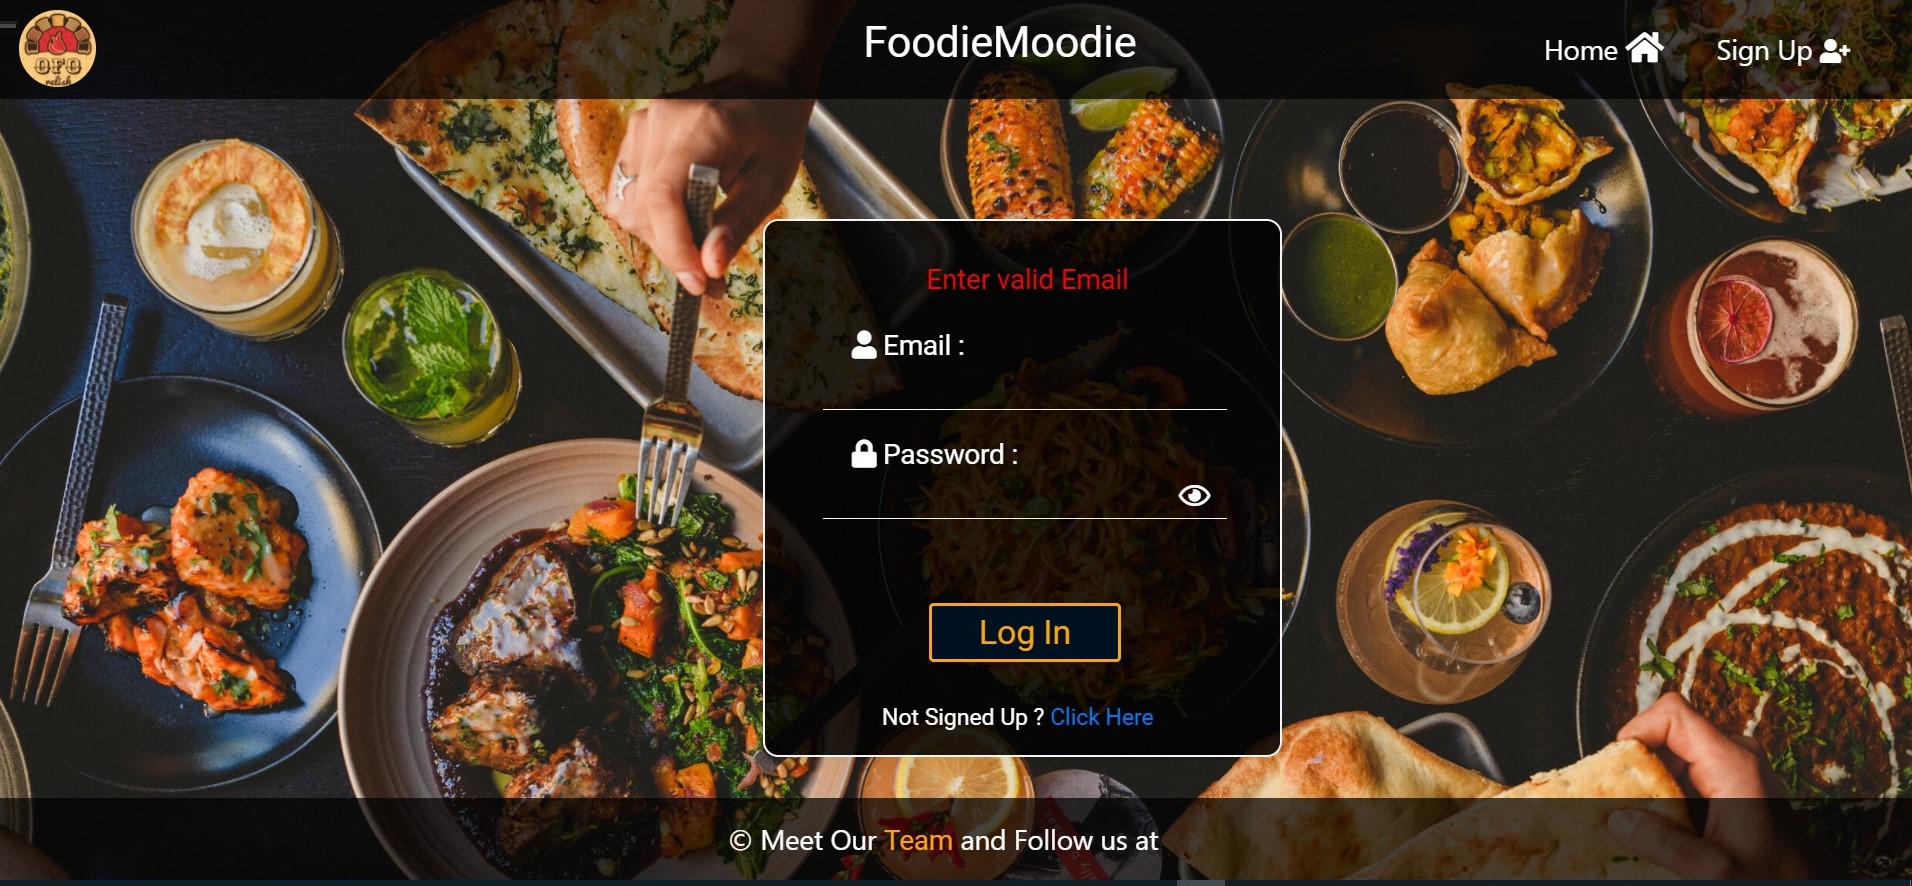 OFO
relish
FoodieMoodie
Home
Sign Up
Enter valid Email
Email :
Password :
Log In
Not Signed Up ? Click Here
© Meet Our Team and Follow us at